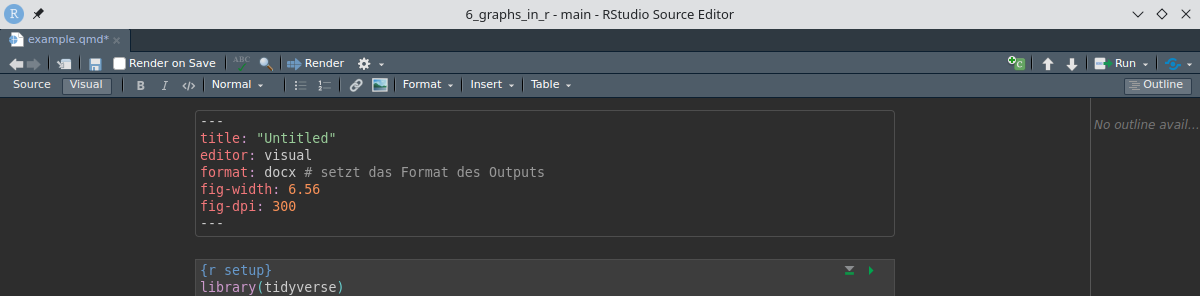 R 6_graphs_in_r - main - RStudio Source Editor
example.qmd* ×
ABC Render on Save Render Run
Source Visual B I </> Normal Format Insert Table Outline
No outline avail...
---
title: "Untitled"
editor: visual
format: docx # setzt das Format des Outputs
fig-width: 6.56
fig-dpi: 300
---
{r setup}
library(tidyverse)